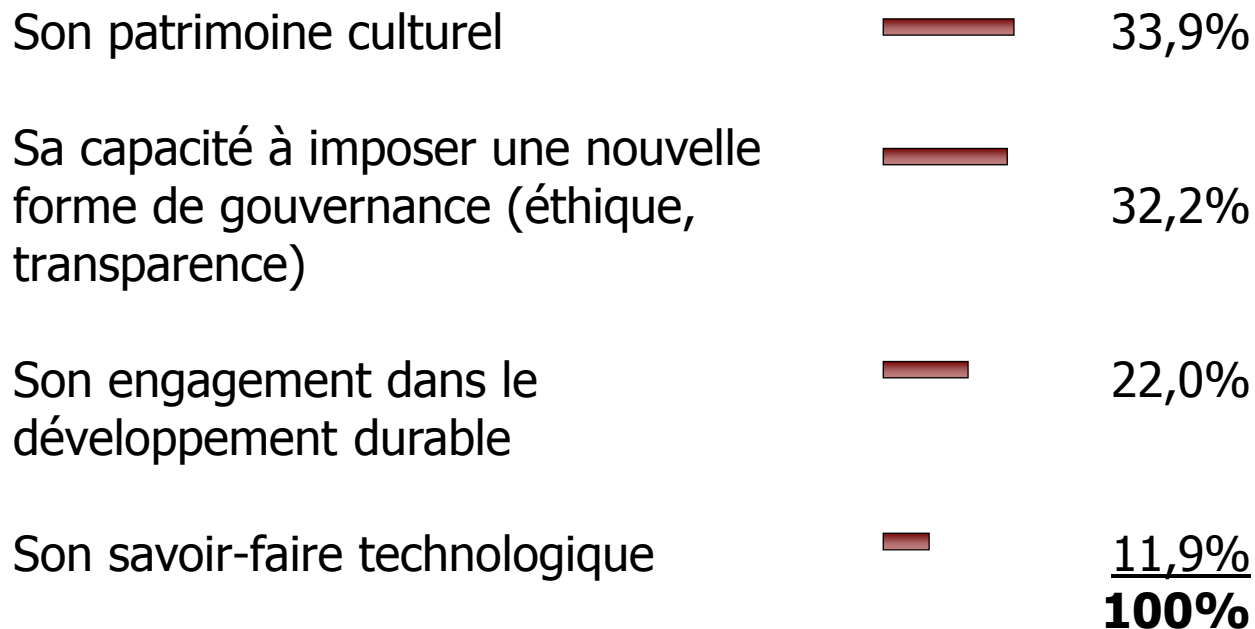 Son patrimoine culturel 33,9%
Sa capacité à imposer une nouvelle
forme de gouvernance (éthique, 32,2%
transparence)
Son engagement dans le 22,0%
développement durable
Son savoir-faire technologique 11,9%
100%